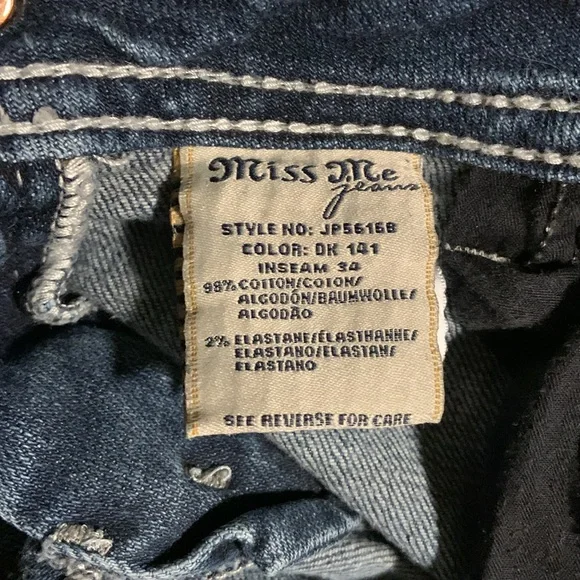 Miss Me
jeans
STYLE NO: JP5616B
COLOR: DK 141
INSEAM 34
98% COTTON/COTON/
ALGODÓN/BAUMWOLLE/
ALGODÃO
2% ELASTANE/ÉLASTHANNE/
ELASTANO/ELASTAN/
ELASTANO
SEE REVERSE FOR CARE